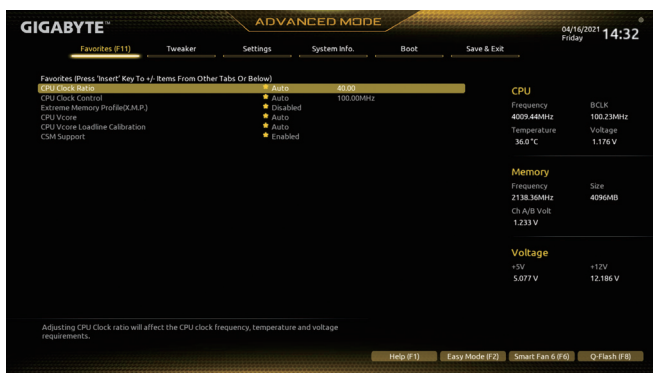 GIGABYTE™
ADVANCED MODE
04/16/2021
Friday
14:32
Favorites (F11) Tweaker Settings System Info. Boot Save & Exit
Favorites (Press 'Insert' Key To +/- Items From Other Tabs Or Below)
CPU Clock Ratio Auto 40.00
CPU Clock Control Auto 100.00MHz
Extreme Memory Profile(X.M.P.) Disabled
CPU Vcore Auto
CPU Vcore Loadline Calibration Auto
CSM Support Enabled
CPU
Frequency BCLK
4009.44MHz 100.23MHz
Temperature Voltage
36.0 °C 1.176 V
Memory
Frequency Size
2138.36MHz 4096MB
Ch A/B Volt
1.233 V
Voltage
+5V +12V
5.077 V 12.186 V
Adjusting CPU Clock ratio will affect the CPU clock frequency, temperature and voltage
requirements.
Help (F1) Easy Mode (F2) Smart Fan 6 (F6) Q-Flash (F8)